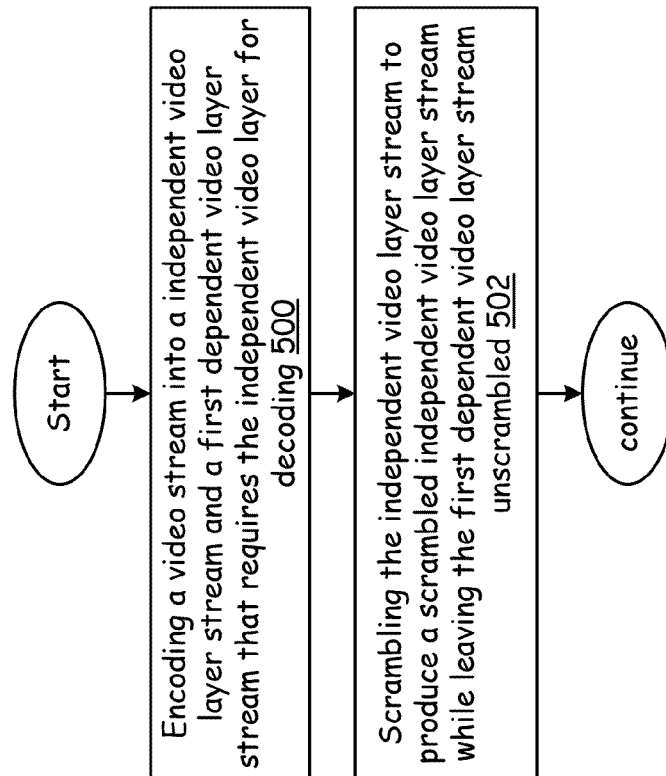 Start
Encoding a video stream into a independent video
layer stream and a first dependent video layer
stream that requires the independent video layer for
decoding 500
Scrambling the independent video layer stream to
produce a scrambled independent video layer stream
while leaving the first dependent video layer stream
unscrambled 502
continue